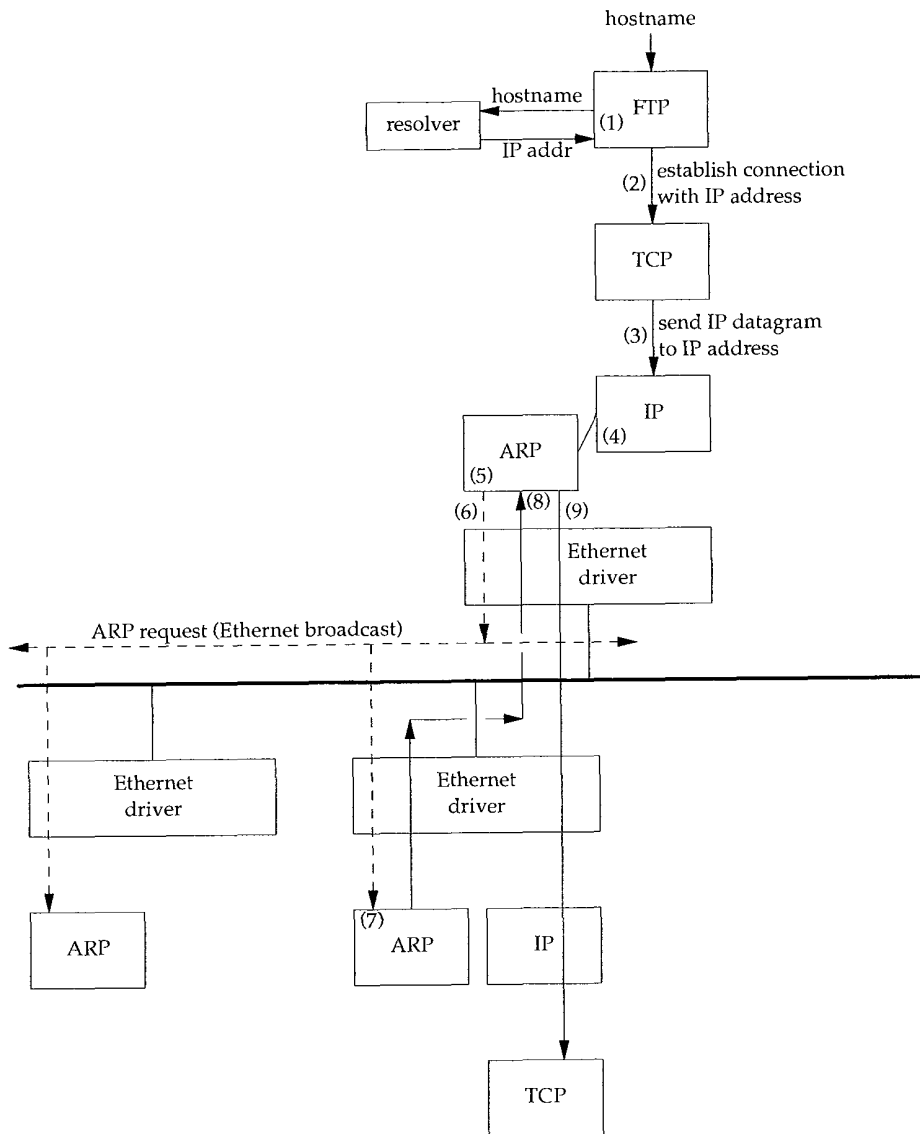 hostname
hostname
FTP
(1)
resolver
IP addr
(2)
establish connection
with IP address
TCP
(3)
send IP datagram
to IP address
IP
(4)
ARP
(5)
(6)
(8)
(9)
Ethernet
driver
ARP request (Ethernet broadcast)
Ethernet
driver
Ethernet
driver
(7)
ARP
ARP
IP
TCP